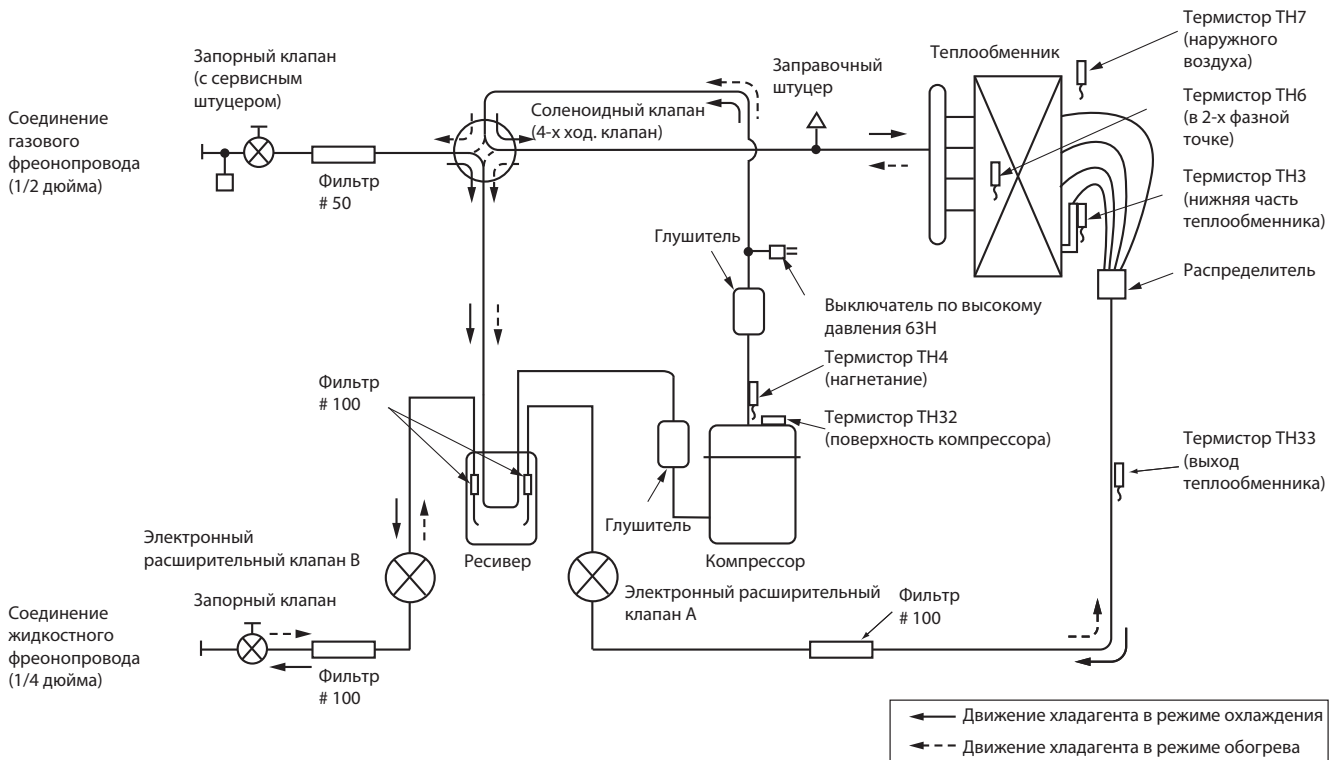 Запорный клапан
(с сервисным
штуцером)
Соединение
газового
фреонопровода
(1/2 дюйма)
Фильтр
# 50
Соленоидный клапан
(4-х ход. клапан)
Заправочный
штуцер
Теплообменник
Термистор TH7
(наружного
воздуха)
Термистор TH6
(в 2-х фазной
точке)
Термистор TH3
(нижняя часть
теплообменника)
Распределитель
Глушитель
Выключатель по высокому
давления 63H
Термистор TH4
(нагнетание)
Термистор TH32
(поверхность компрессора)
Фильтр
# 100
Термистор TH33
(выход
теплообменника)
Глушитель
Ресивер
Компрессор
Электронный
расширительный клапан B
Электронный расширительный
клапан A
Запорный клапан
Соединение
жидкостного
фреонопровода
(1/4 дюйма)
Фильтр
# 100
Фильтр
# 100
Движение хладагента в режиме охлаждения
Движение хладагента в режиме обогрева